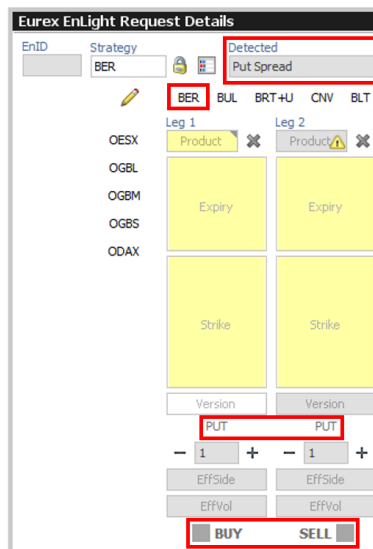 Eurex EnLight Request Details
EnID Strategy Detected
BER Put Spread
BER BUL BRT+U CNV BLT
Leg 1 Leg 2
OESX Product Product
OGBL
Expiry Expiry
OGBM
OGBS
ODAX
Strike Strike
Version Version
PUT PUT
− 1 + − 1 +
EffSide EffSide
EffVol EffVol
BUY SELL